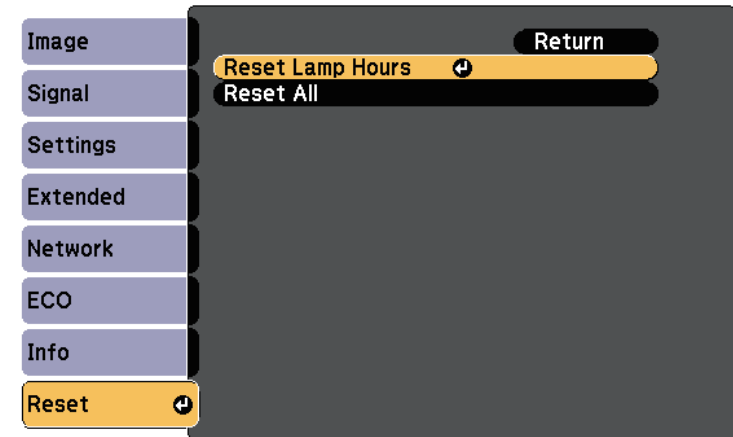 Image
Signal
Settings
Extended
Network
ECO
Info
Reset
Return
Reset Lamp Hours
Reset All